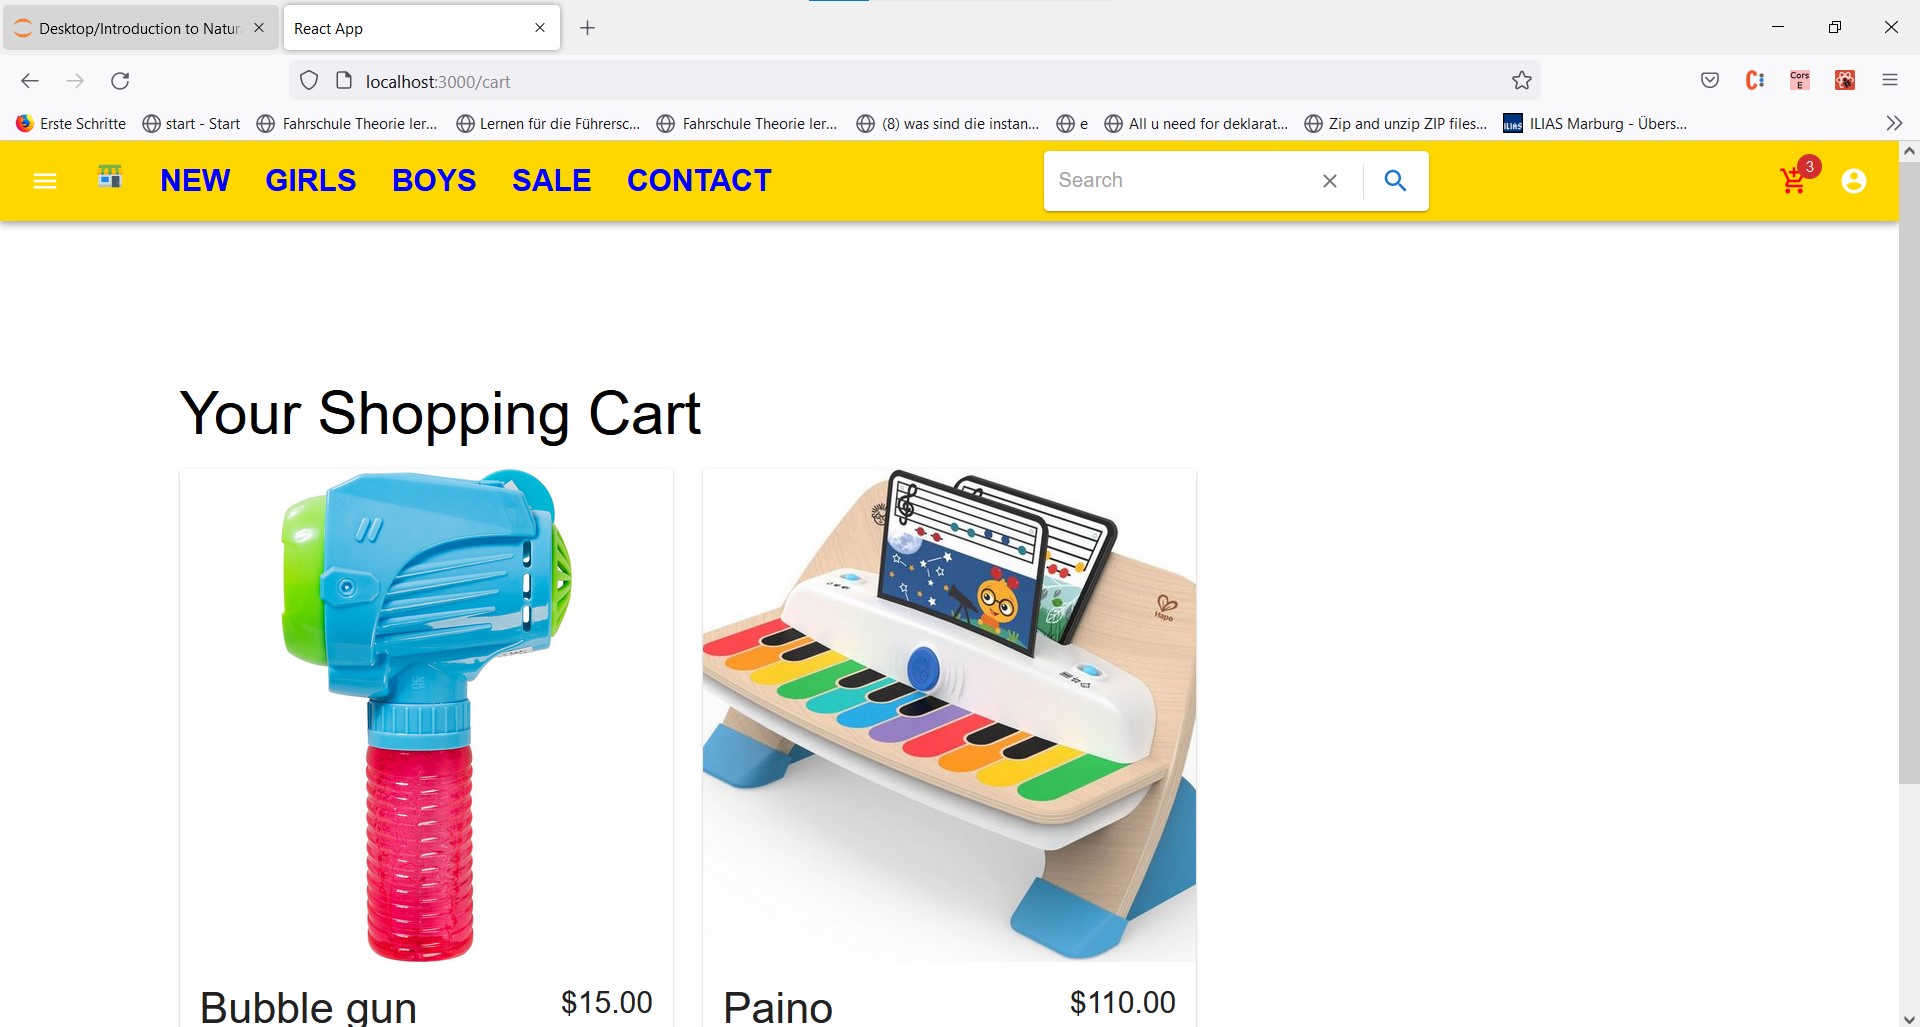 Desktop/Introduction to Natur
React App
localhost:3000/cart
Cors
E
Erste Schritte
start - Start
Fahrschule Theorie ler...
Lernen für die Führersc...
Fahrschule Theorie ler...
(8) was sind die instan...
e
All u need for deklarat...
Zip and unzip ZIP files...
ILIAS
ILIAS Marburg - Übers...
NEW
GIRLS
BOYS
SALE
CONTACT
Search
3
Your Shopping Cart
Hape
Bubble gun
$15.00
Paino
$110.00